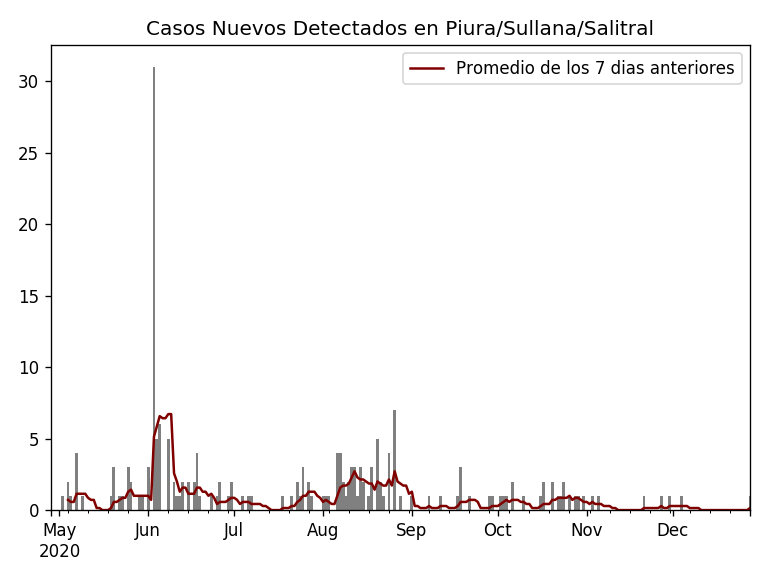 Casos Nuevos Detectados en Piura/Sullana/Salitral
Promedio de los 7 dias anteriores
30
25
20
15
10
5
0
May Jun Jul Aug Sep Oct Nov Dec
2020